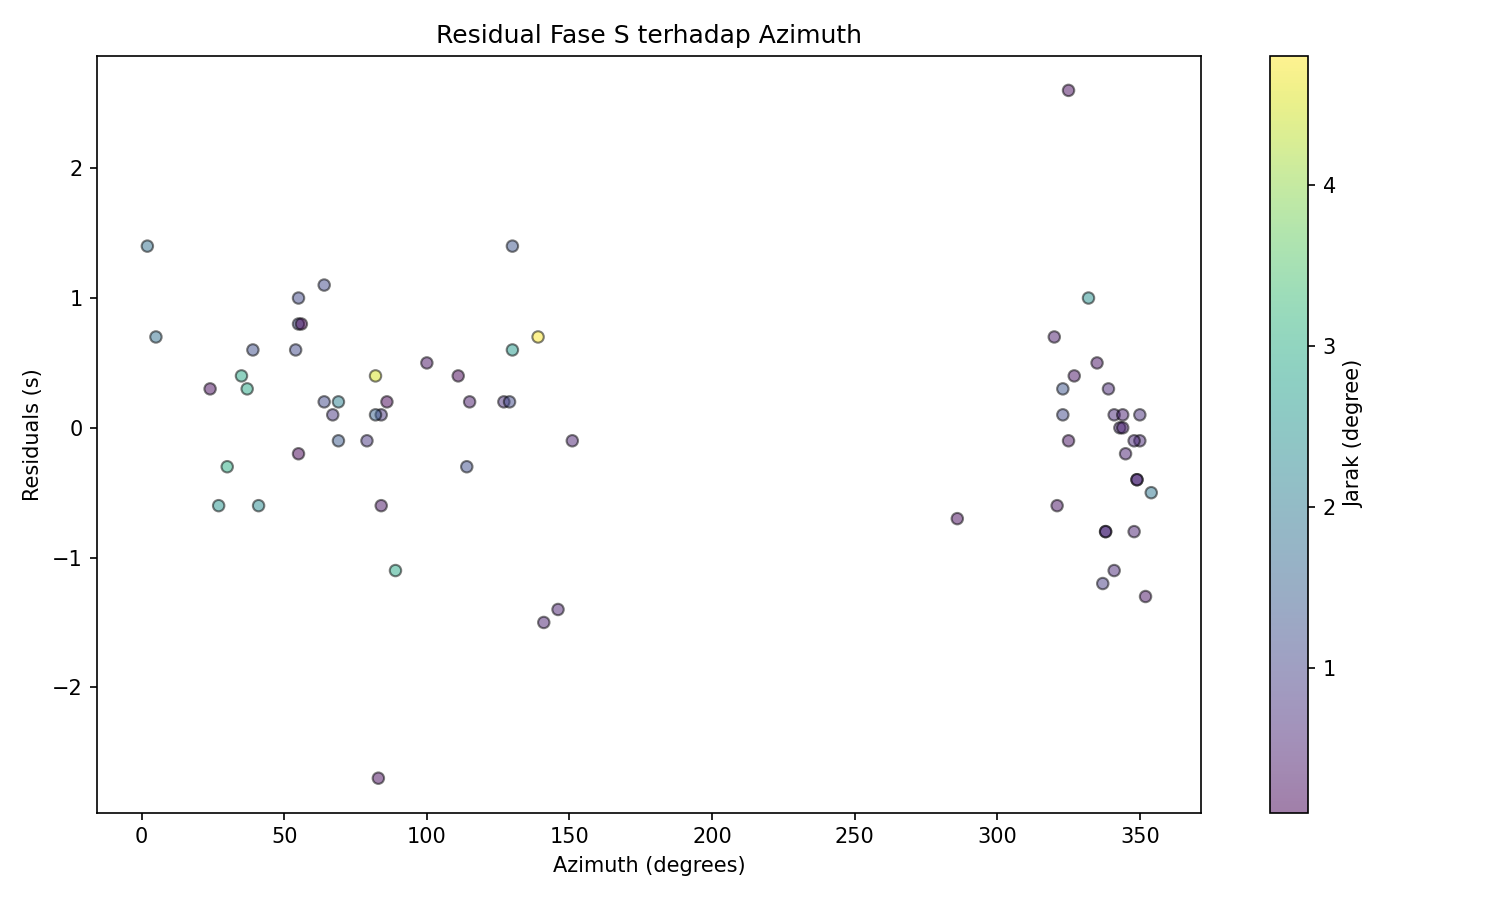 Residual Fase S terhadap Azimuth
Residuals (s)
2
1
0
−1
−2
0 50 100 150 200 250 300 350
Azimuth (degrees)
4
3
2
1
Jarak (degree)